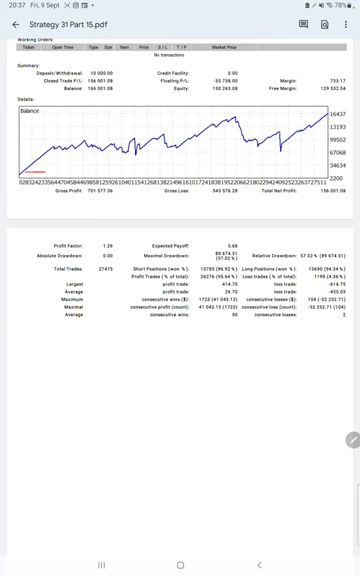 20:37 Fri, 9 Sept 78%
Strategy 31 Part 15.pdf
Working Orders:
Ticket Open Time Type Size Item Price S / L T / P Market Price
No transactions
Summary:
Deposit/Withdrawal: 10 000.00 Credit Facility: 0.00
Closed Trade P/L: 156 001.08 Floating P/L: -35 738.00 Margin: 733.17
Balance: 166 001.08 Equity: 130 263.08 Free Margin: 129 532.54
Details:
Balance
16437
13193
99502
67068
34634
2200
Gross Profit: 701 577.36 Gross Loss: 545 576.28 Total Net Profit: 156 001.08
Profit Factor: 1.29 Expected Payoff: 5.68
Absolute Drawdown: 0.00 Maximal Drawdown: 89 674.51 (57.02 %) Relative Drawdown: 57.02 % (89 674.51)
Total Trades 27475 Short Positions (won %): 13785 (96.92 %) Long Positions (won %): 13690 (94.34 %)
Profit Trades ( % of total): 26276 (95.64 %) Loss trades ( % of total): 1199 (4.36 %)
Largest profit trade: 414.70 loss trade: -614.75
Average profit trade: 26.70 loss trade: -455.03
Maximum consecutive wins ($): 1723 (41 043.13) consecutive losses ($): 104 (-52 252.71)
Maximal consecutive profit (count): 41 043.13 (1723) consecutive loss (count): -52 252.71 (104)
Average consecutive wins: 50 consecutive losses: 2